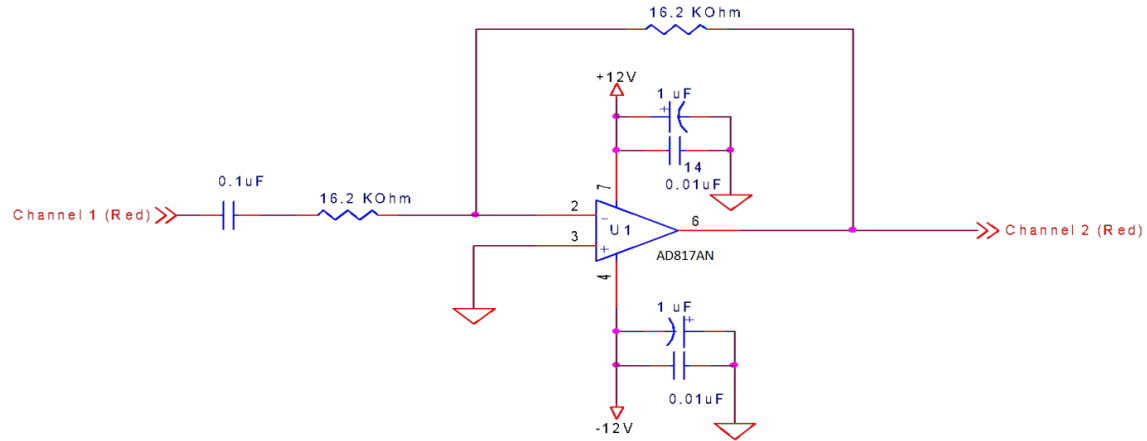 16.2 KOhm
+12V
1 uF
14
0.01uF
7
0.1uF
16.2 KOhm
Channel 1 (Red)
2
6
3
U1
Channel 2 (Red)
AD817AN
4
1 uF
0.01uF
-12V